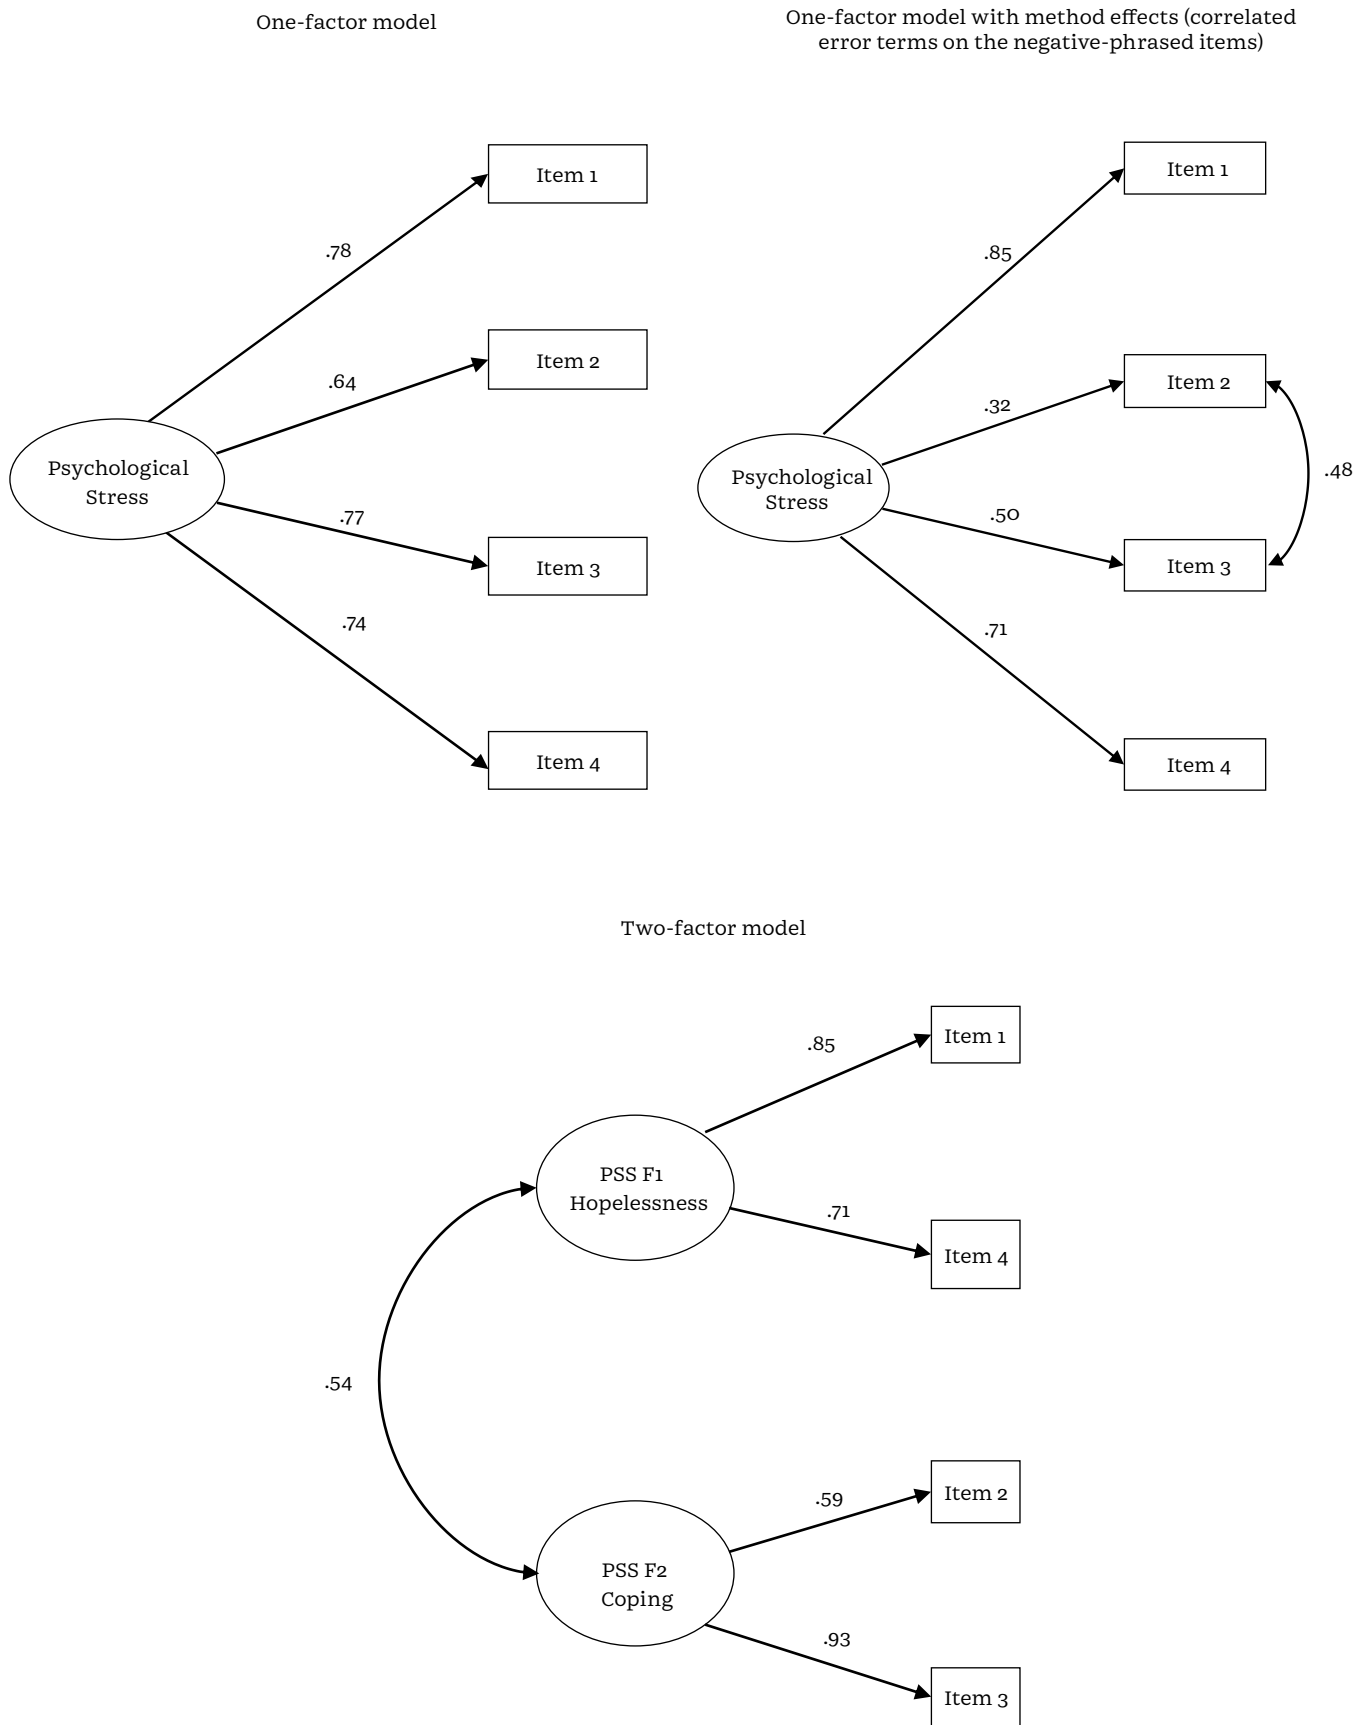 One-factor model
Item 1
.78
Item 2
.64
Psychological
Stress
.77
Item 3
.74
Item 4
One-factor model with method effects (correlated
error terms on the negative-phrased items)
Item 1
.85
Item 2
.32
.48
Psychological
Stress
.50
Item 3
.71
Item 4
Two-factor model
Item 1
.85
PSS F1
Hopelessness
.71
Item 4
.54
Item 2
.59
PSS F2
Coping
.93
Item 3